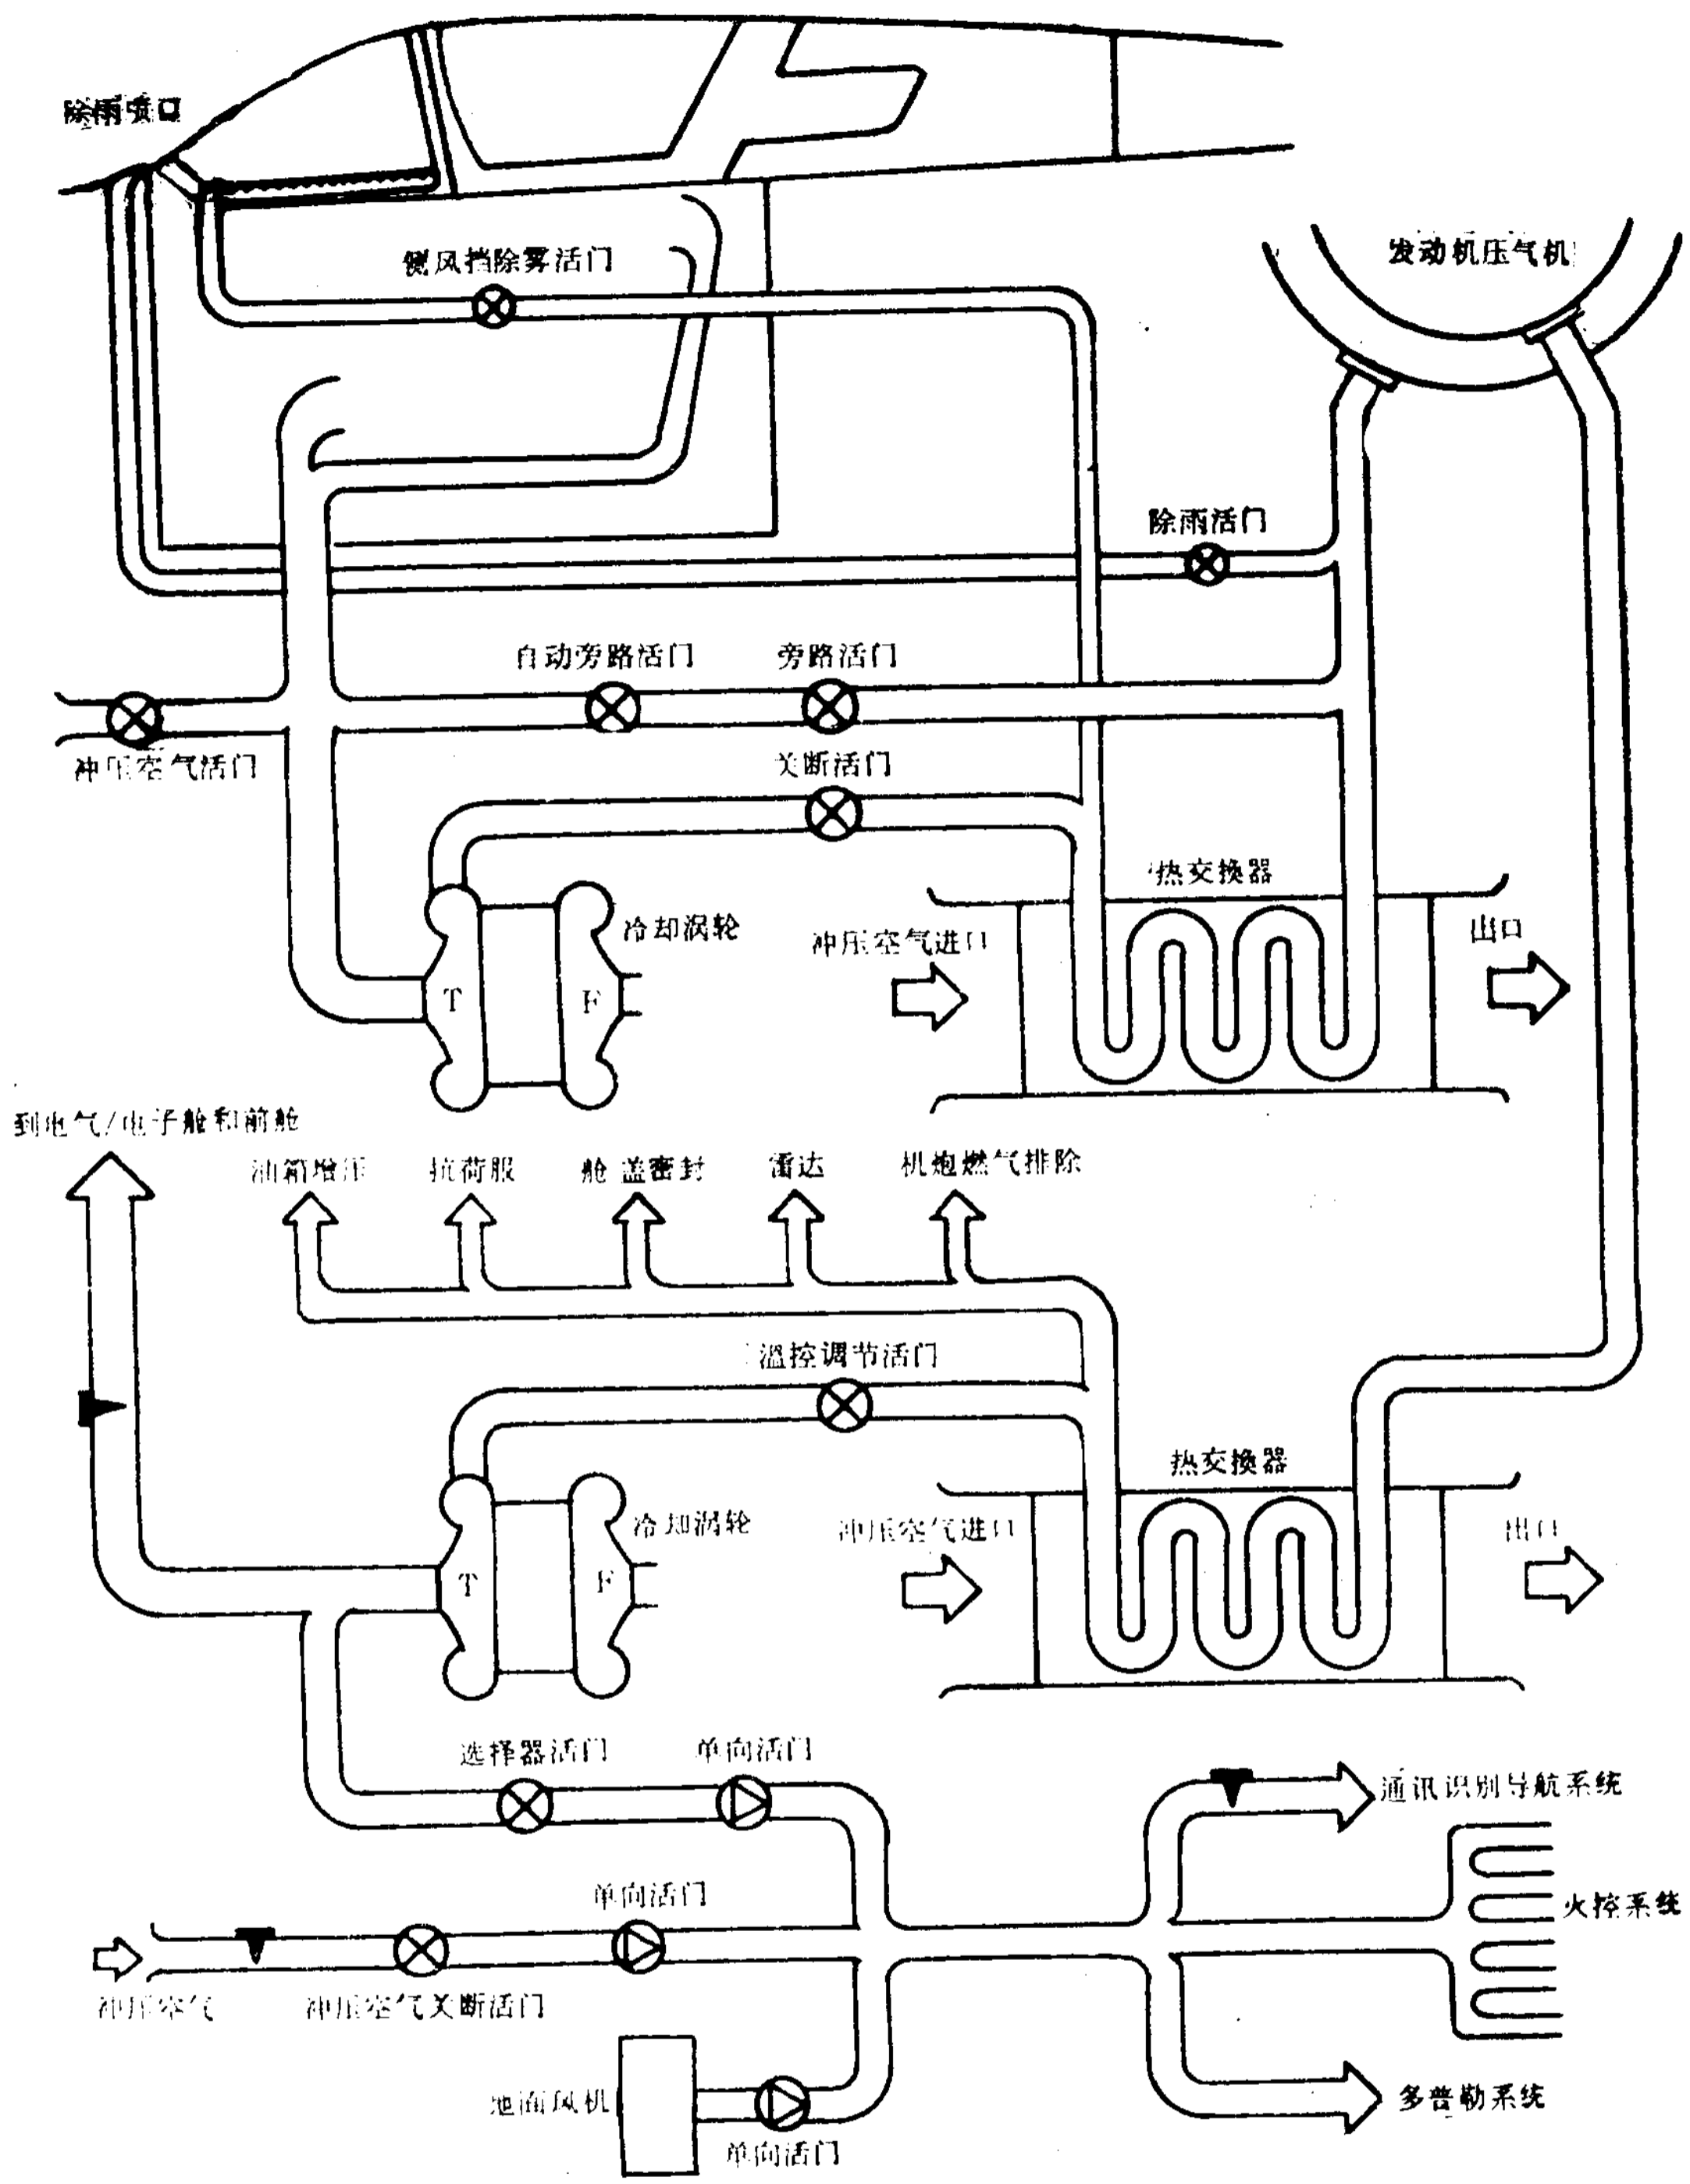 除雨喷口
侧风挡除雾活门
发动机压气机
除雨活门
自动旁路活门
旁路活门
冲压空气活门
关断活门
热交换器
冷却涡轮
冲压空气进口
出口
T
F
到电气/电子舱和前舱
油箱增压
抗荷服
舱盖密封
雷达
机炮燃气排除
温控调节活门
热交换器
冷却涡轮
冲压空气进口
出口
T
F
选择器活门
单向活门
通讯识别导航系统
单向活门
火控系统
冲压空气
冲压空气关断活门
地面风机
多普勒系统
单向活门